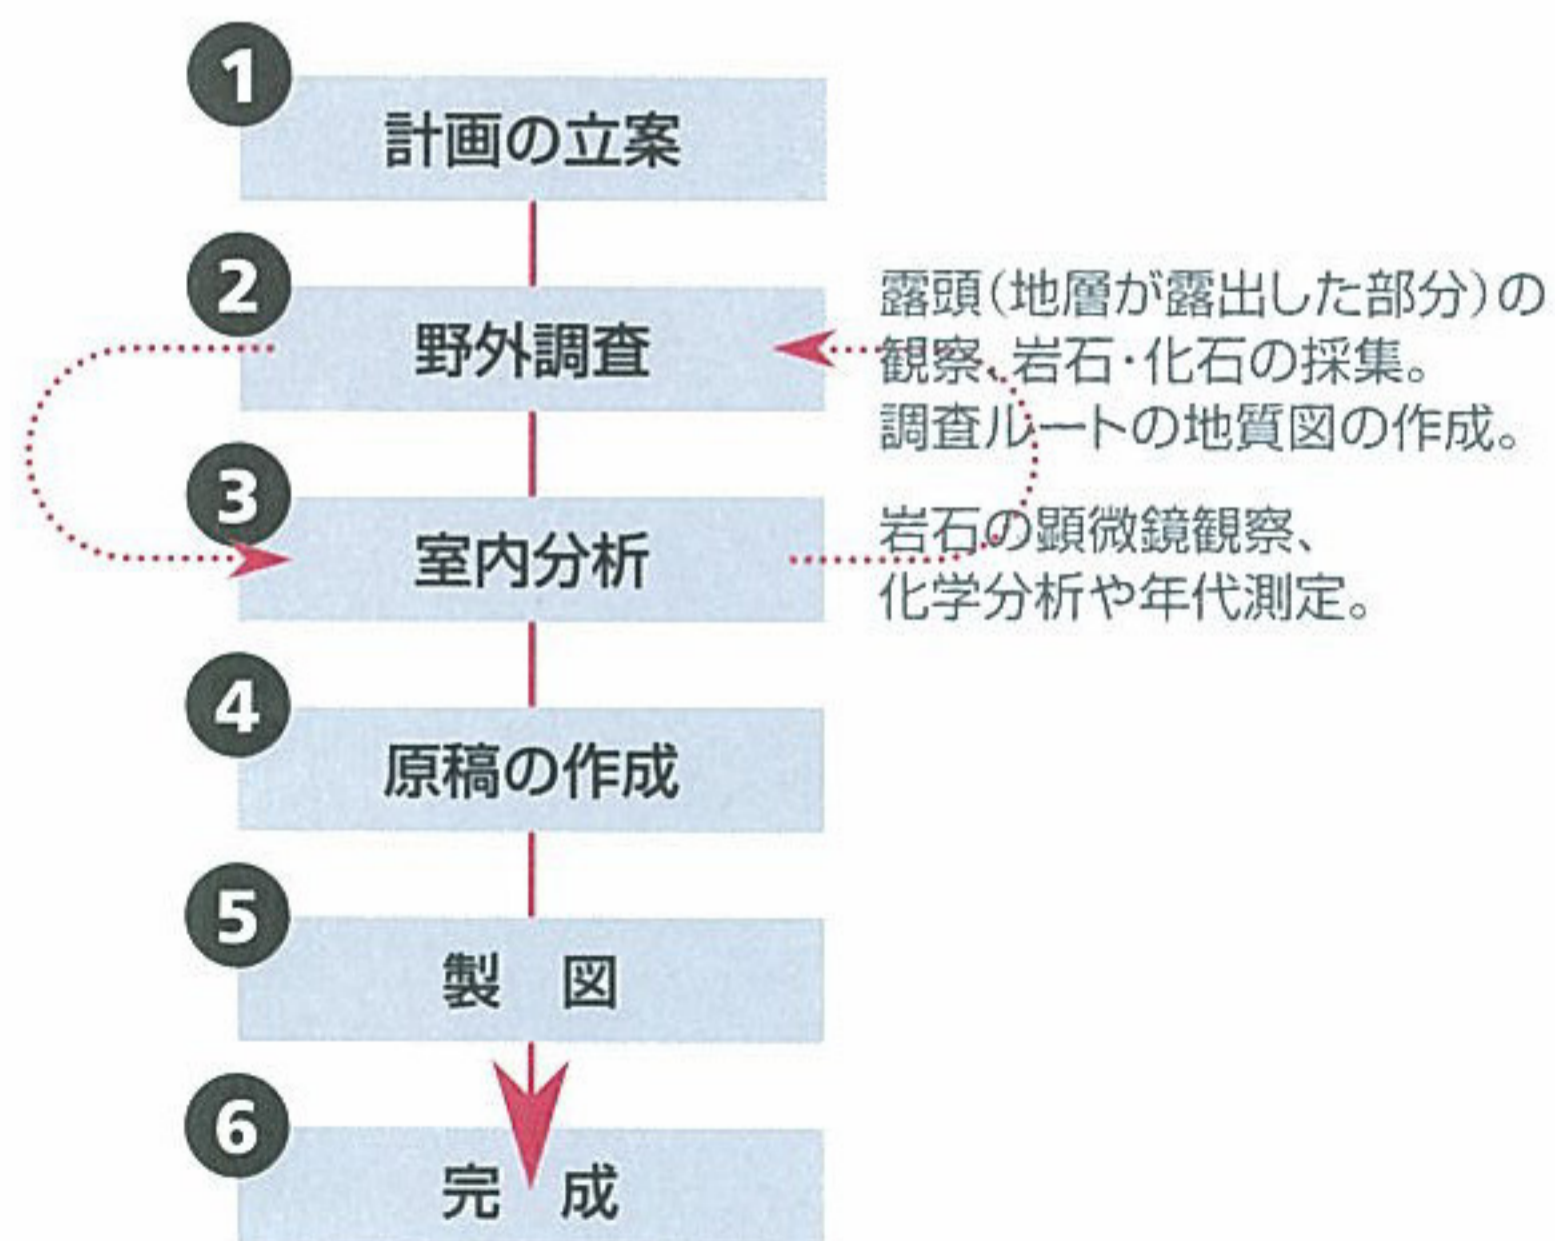 1
計画の立案
2
野外調査
露頭(地層が露出した部分)の
観察、岩石・化石の採集。
調査ルートの地質図の作成。
3
室内分析
岩石の顕微鏡観察、
化学分析や年代測定。
4
原稿の作成
5
製 図
6
完 成